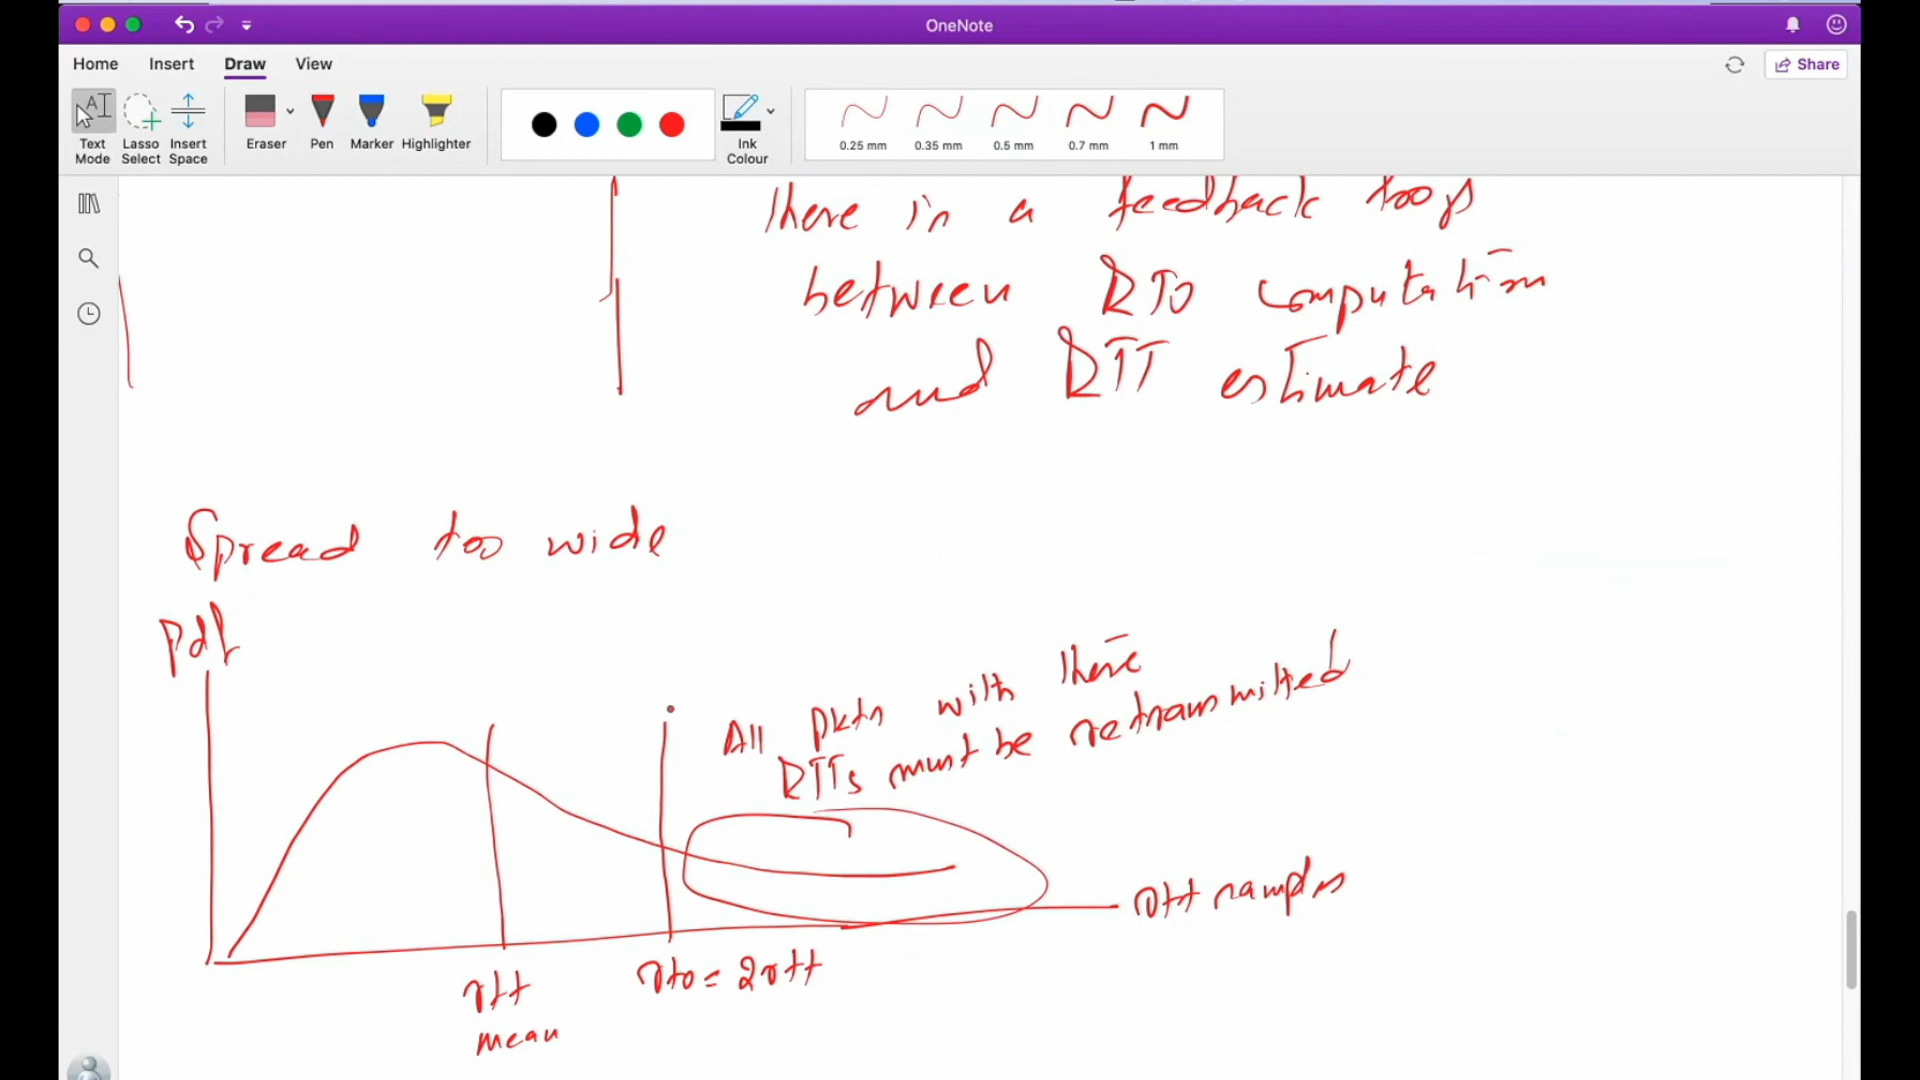 OneNote
Home Insert Draw View
Share
Text Mode
Lasso Select
Insert Space
Eraser
Pen
Marker
Highlighter
Ink Colour
0.25 mm
0.35 mm
0.5 mm
0.7 mm
1 mm
There is a feedback loop
between RTO computation
and RTT estimate
Spread too wide
pdf
All pkts with these
RTTs must be retransmitted
rtt samples
rto = 2rtt
rtt
mean